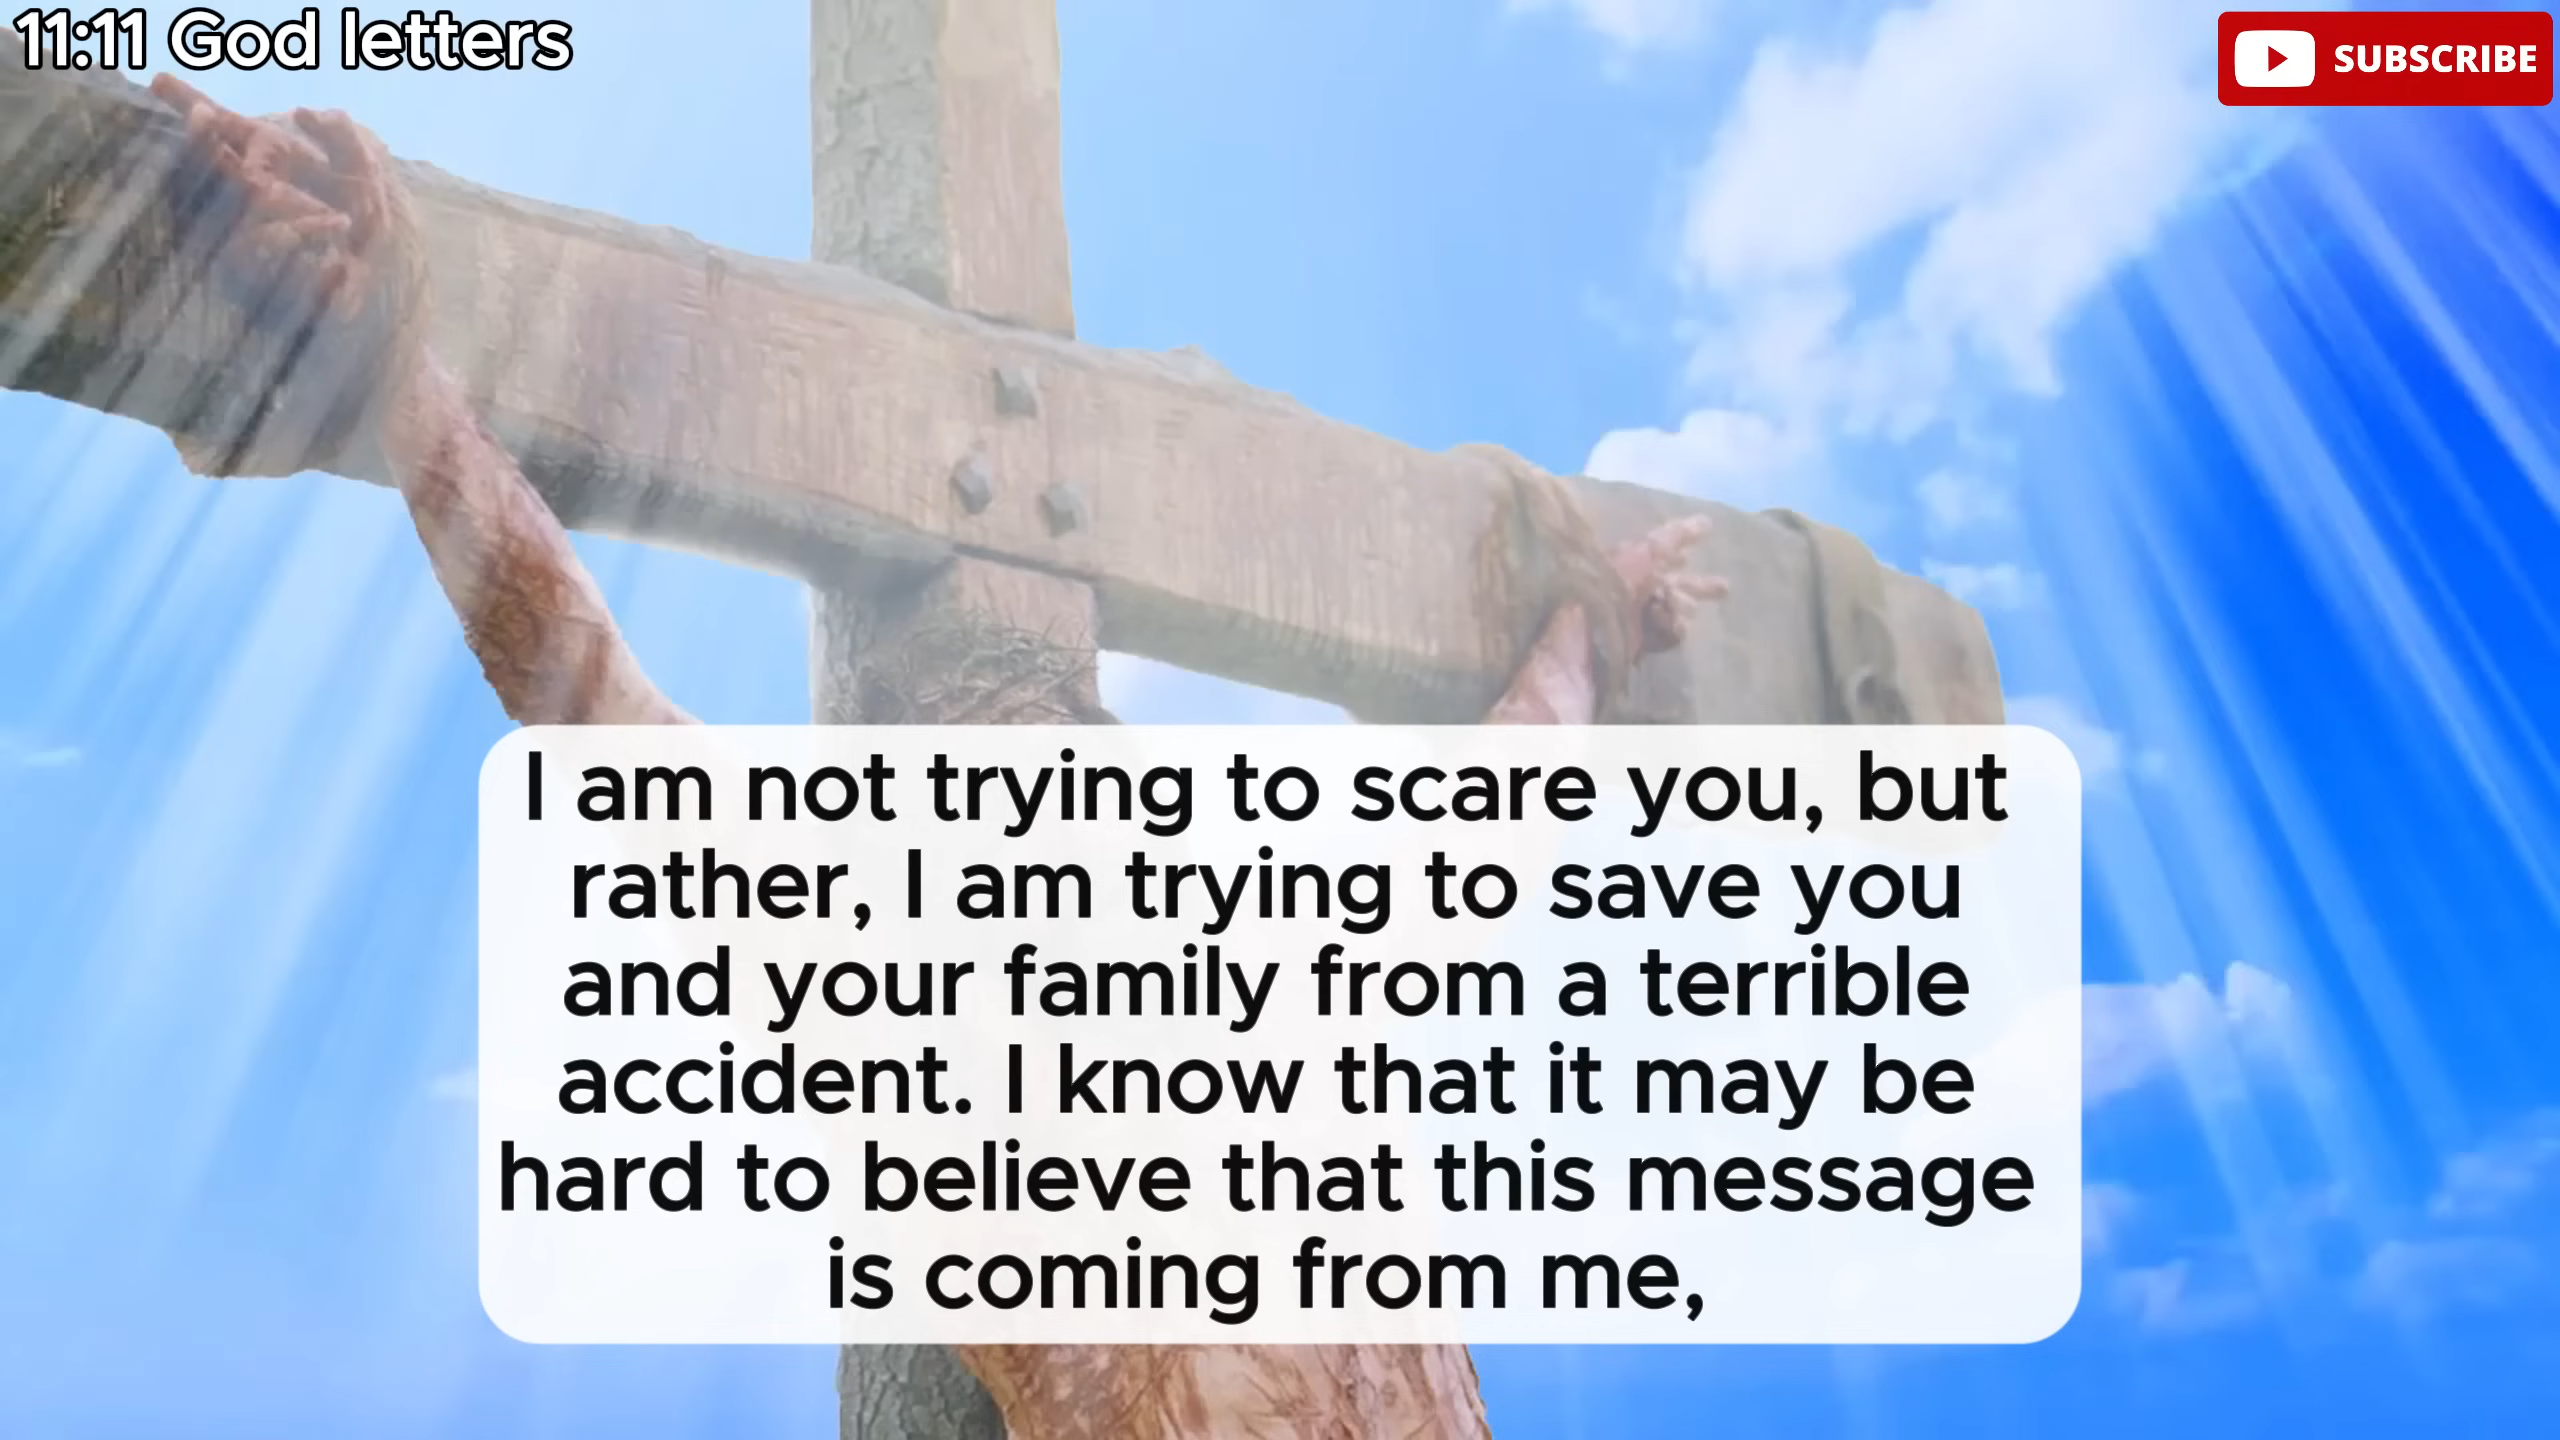 11:11 God letters
SUBSCRIBE
I am not trying to scare you, but
rather, I am trying to save you
and your family from a terrible
accident. I know that it may be
hard to believe that this message
is coming from me,